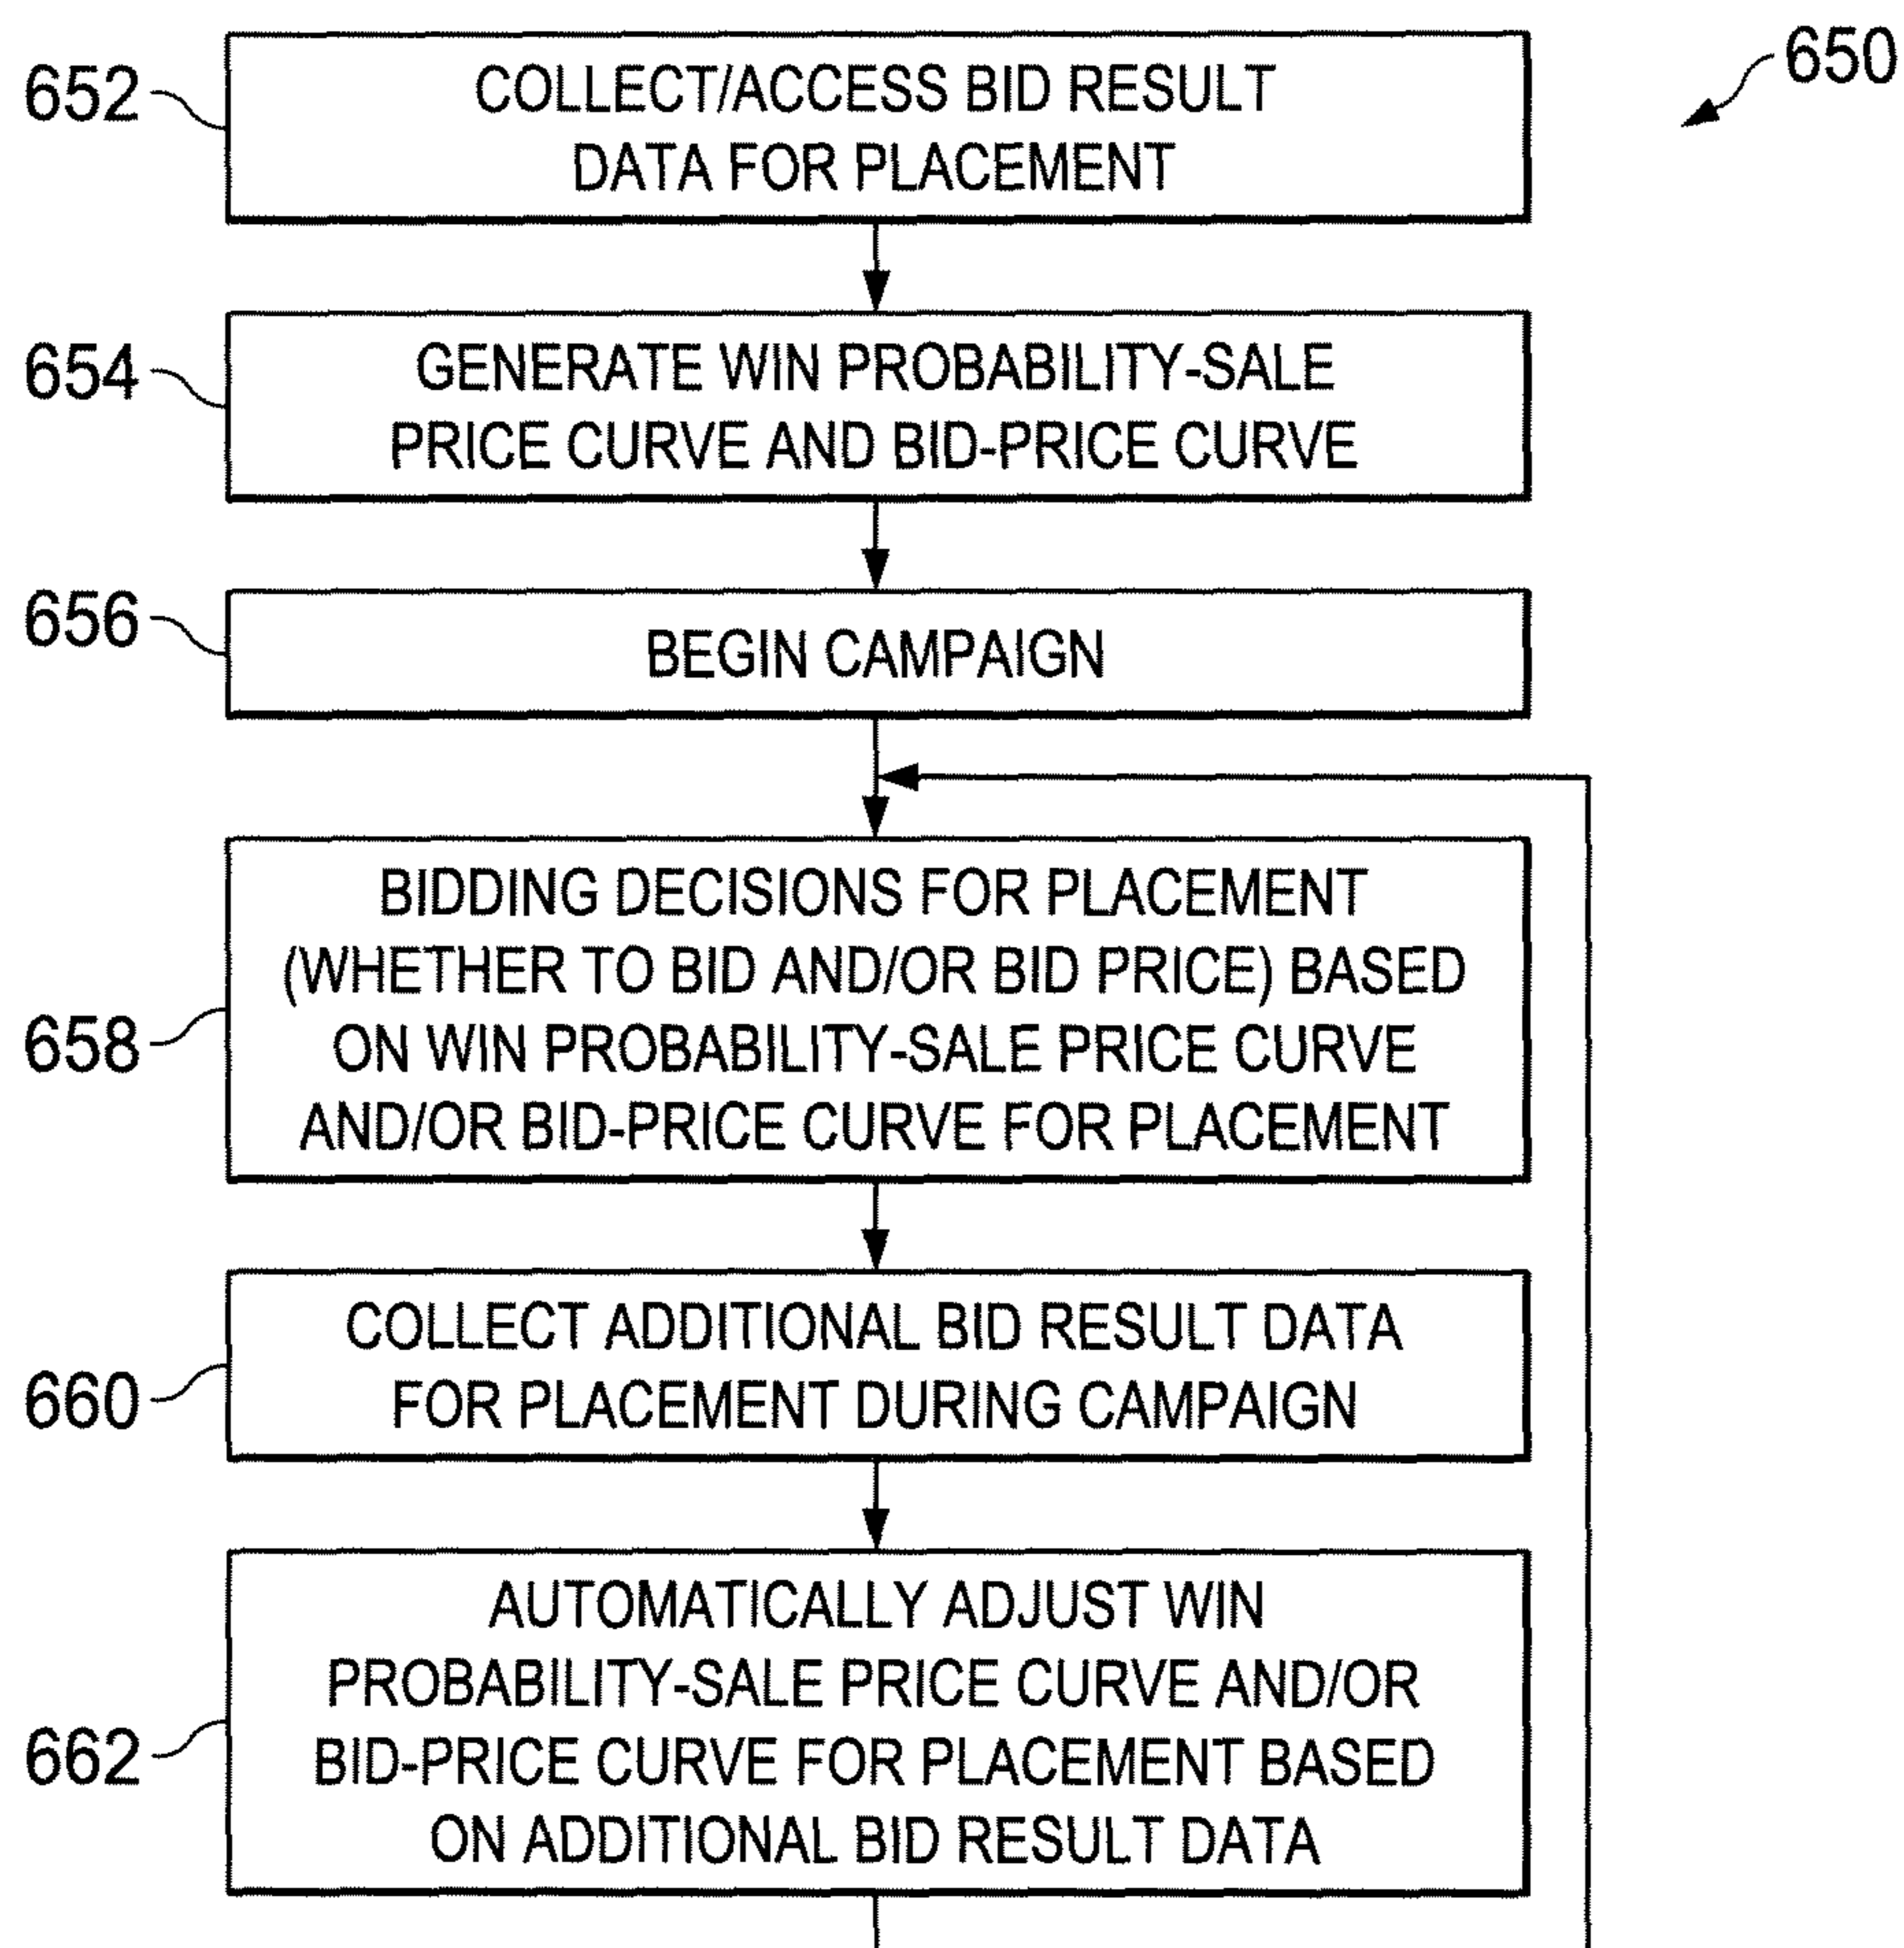 650
652
COLLECT/ACCESS BID RESULT
DATA FOR PLACEMENT
654
GENERATE WIN PROBABILITY-SALE
PRICE CURVE AND BID-PRICE CURVE
656
BEGIN CAMPAIGN
658
BIDDING DECISIONS FOR PLACEMENT
(WHETHER TO BID AND/OR BID PRICE) BASED
ON WIN PROBABILITY-SALE PRICE CURVE
AND/OR BID-PRICE CURVE FOR PLACEMENT
660
COLLECT ADDITIONAL BID RESULT DATA
FOR PLACEMENT DURING CAMPAIGN
662
AUTOMATICALLY ADJUST WIN
PROBABILITY-SALE PRICE CURVE AND/OR
BID-PRICE CURVE FOR PLACEMENT BASED
ON ADDITIONAL BID RESULT DATA